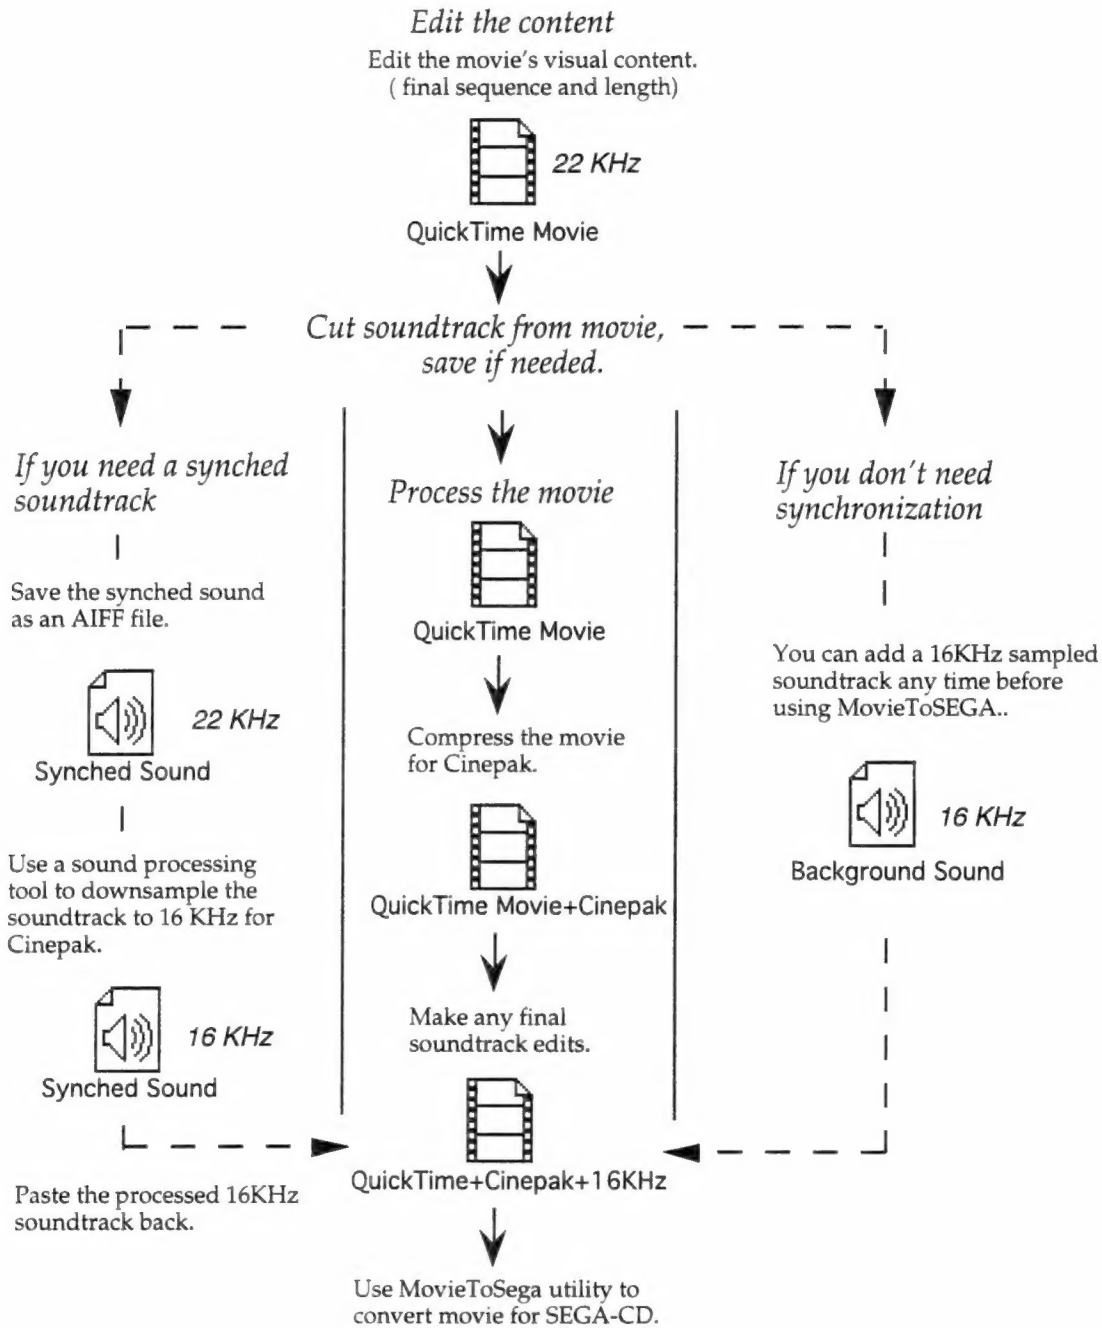 Edit the content
Edit the movie's visual content.
( final sequence and length)
22 KHz
QuickTime Movie
Cut soundtrack from movie,
save if needed.
If you need a synched
soundtrack
Save the synched sound
as an AIFF file.
22 KHz
Synched Sound
Use a sound processing
tool to downsample the
soundtrack to 16 KHz for
Cinepak.
16 KHz
Synched Sound
Paste the processed 16KHz
soundtrack back.
Process the movie
QuickTime Movie
Compress the movie
for Cinepak.
QuickTime Movie+Cinepak
Make any final
soundtrack edits.
QuickTime+Cinepak+16KHz
Use MovieToSega utility to
convert movie for SEGA-CD.
If you don't need
synchronization
You can add a 16KHz sampled
soundtrack any time before
using MovieToSEGA..
16 KHz
Background Sound